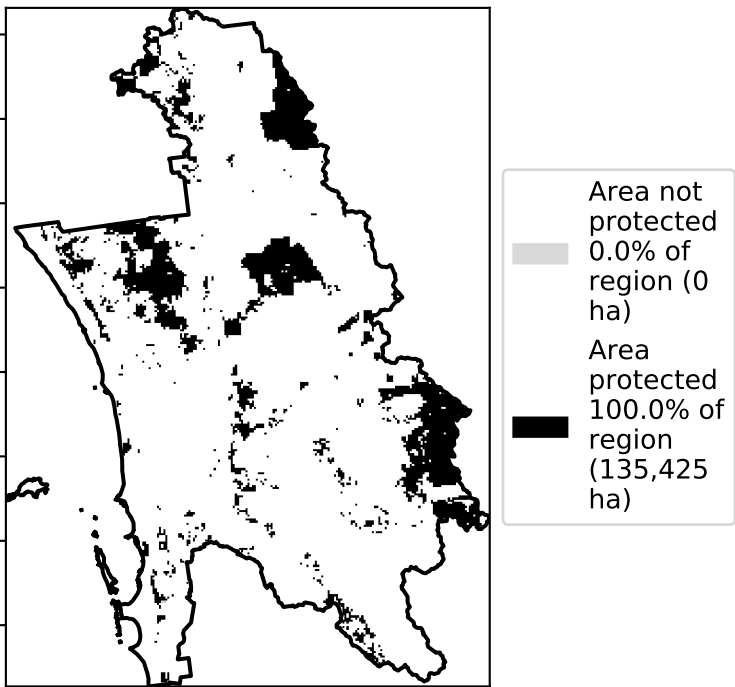 Area not
protected
0.0% of
region (0
ha)
Area
protected
100.0% of
region
(135,425
ha)